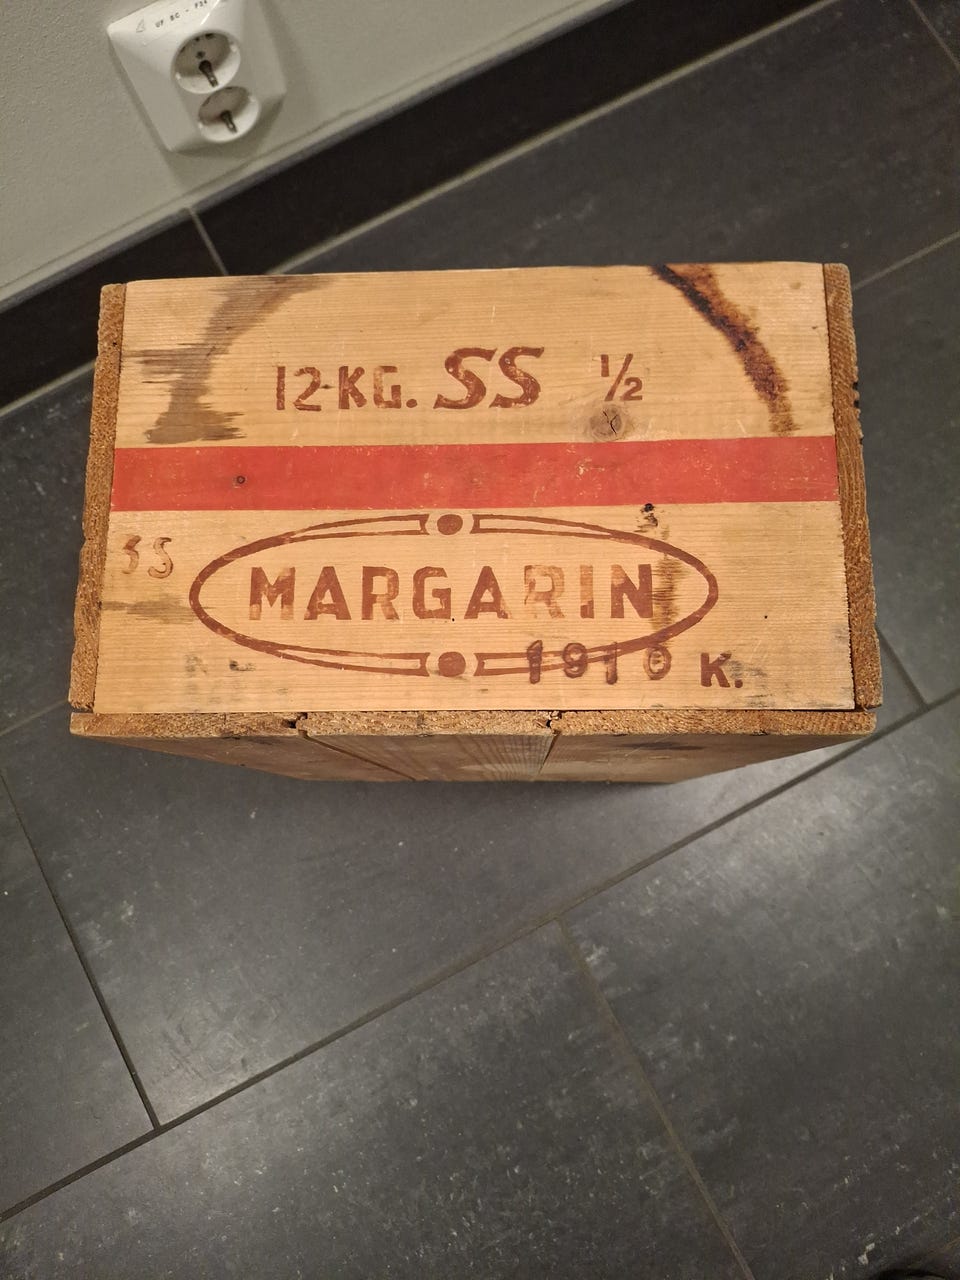 12 KG. SS 1/2
SS
MARGARIN
1910 K.